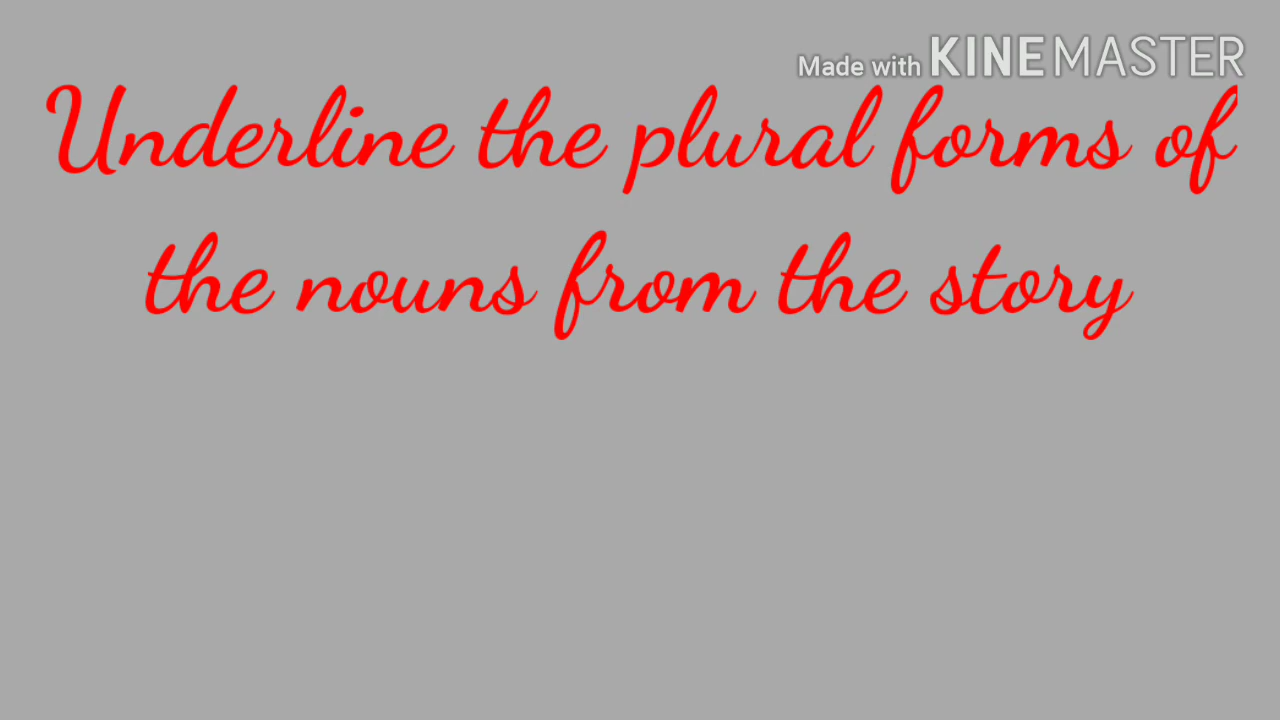 Made with KINEMASTER
Underline the plural forms of
the nouns from the story